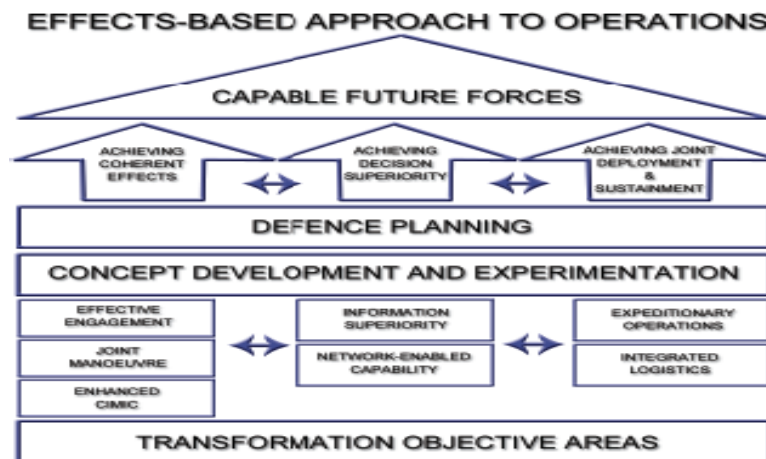 EFFECTS-BASED APPROACH TO OPERATIONS
CAPABLE FUTURE FORCES
ACHIEVING
COHERENT
EFFECTS
ACHIEVING
DECISION
SUPERIORITY
ACHIEVING JOINT
DEPLOYMENT
&
SUSTAINMENT
DEFENCE PLANNING
CONCEPT DEVELOPMENT AND EXPERIMENTATION
EFFECTIVE
ENGAGEMENT
JOINT
MANOEUVRE
ENHANCED
CIMIC
INFORMATION
SUPERIORITY
NETWORK-ENABLED
CAPABILITY
EXPEDITIONARY
OPERATIONS
INTEGRATED
LOGISTICS
TRANSFORMATION OBJECTIVE AREAS